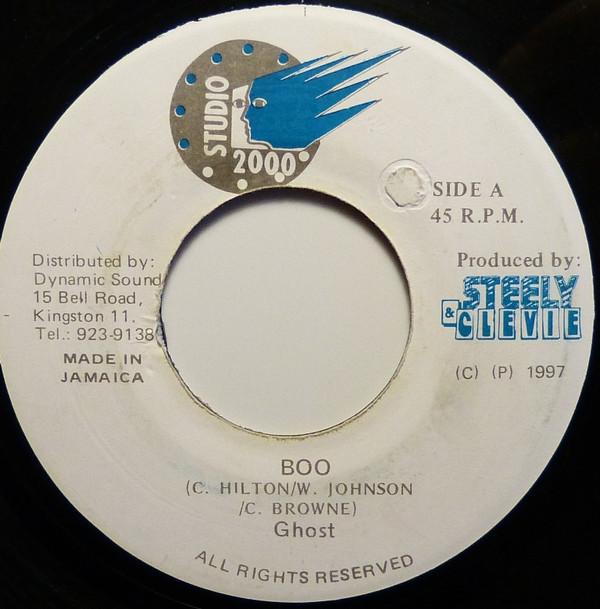 STUDIO
2000
SIDE A
45 R.P.M.
Distributed by:
Dynamic Sound
15 Bell Road,
Kingston 11.
Tel.: 923-9138
MADE IN
JAMAICA
Produced by:
STEELY
& CLEVIE
(C) (P) 1997
BOO
(C. HILTON/W. JOHNSON
/C. BROWNE)
Ghost
ALL RIGHTS RESERVED